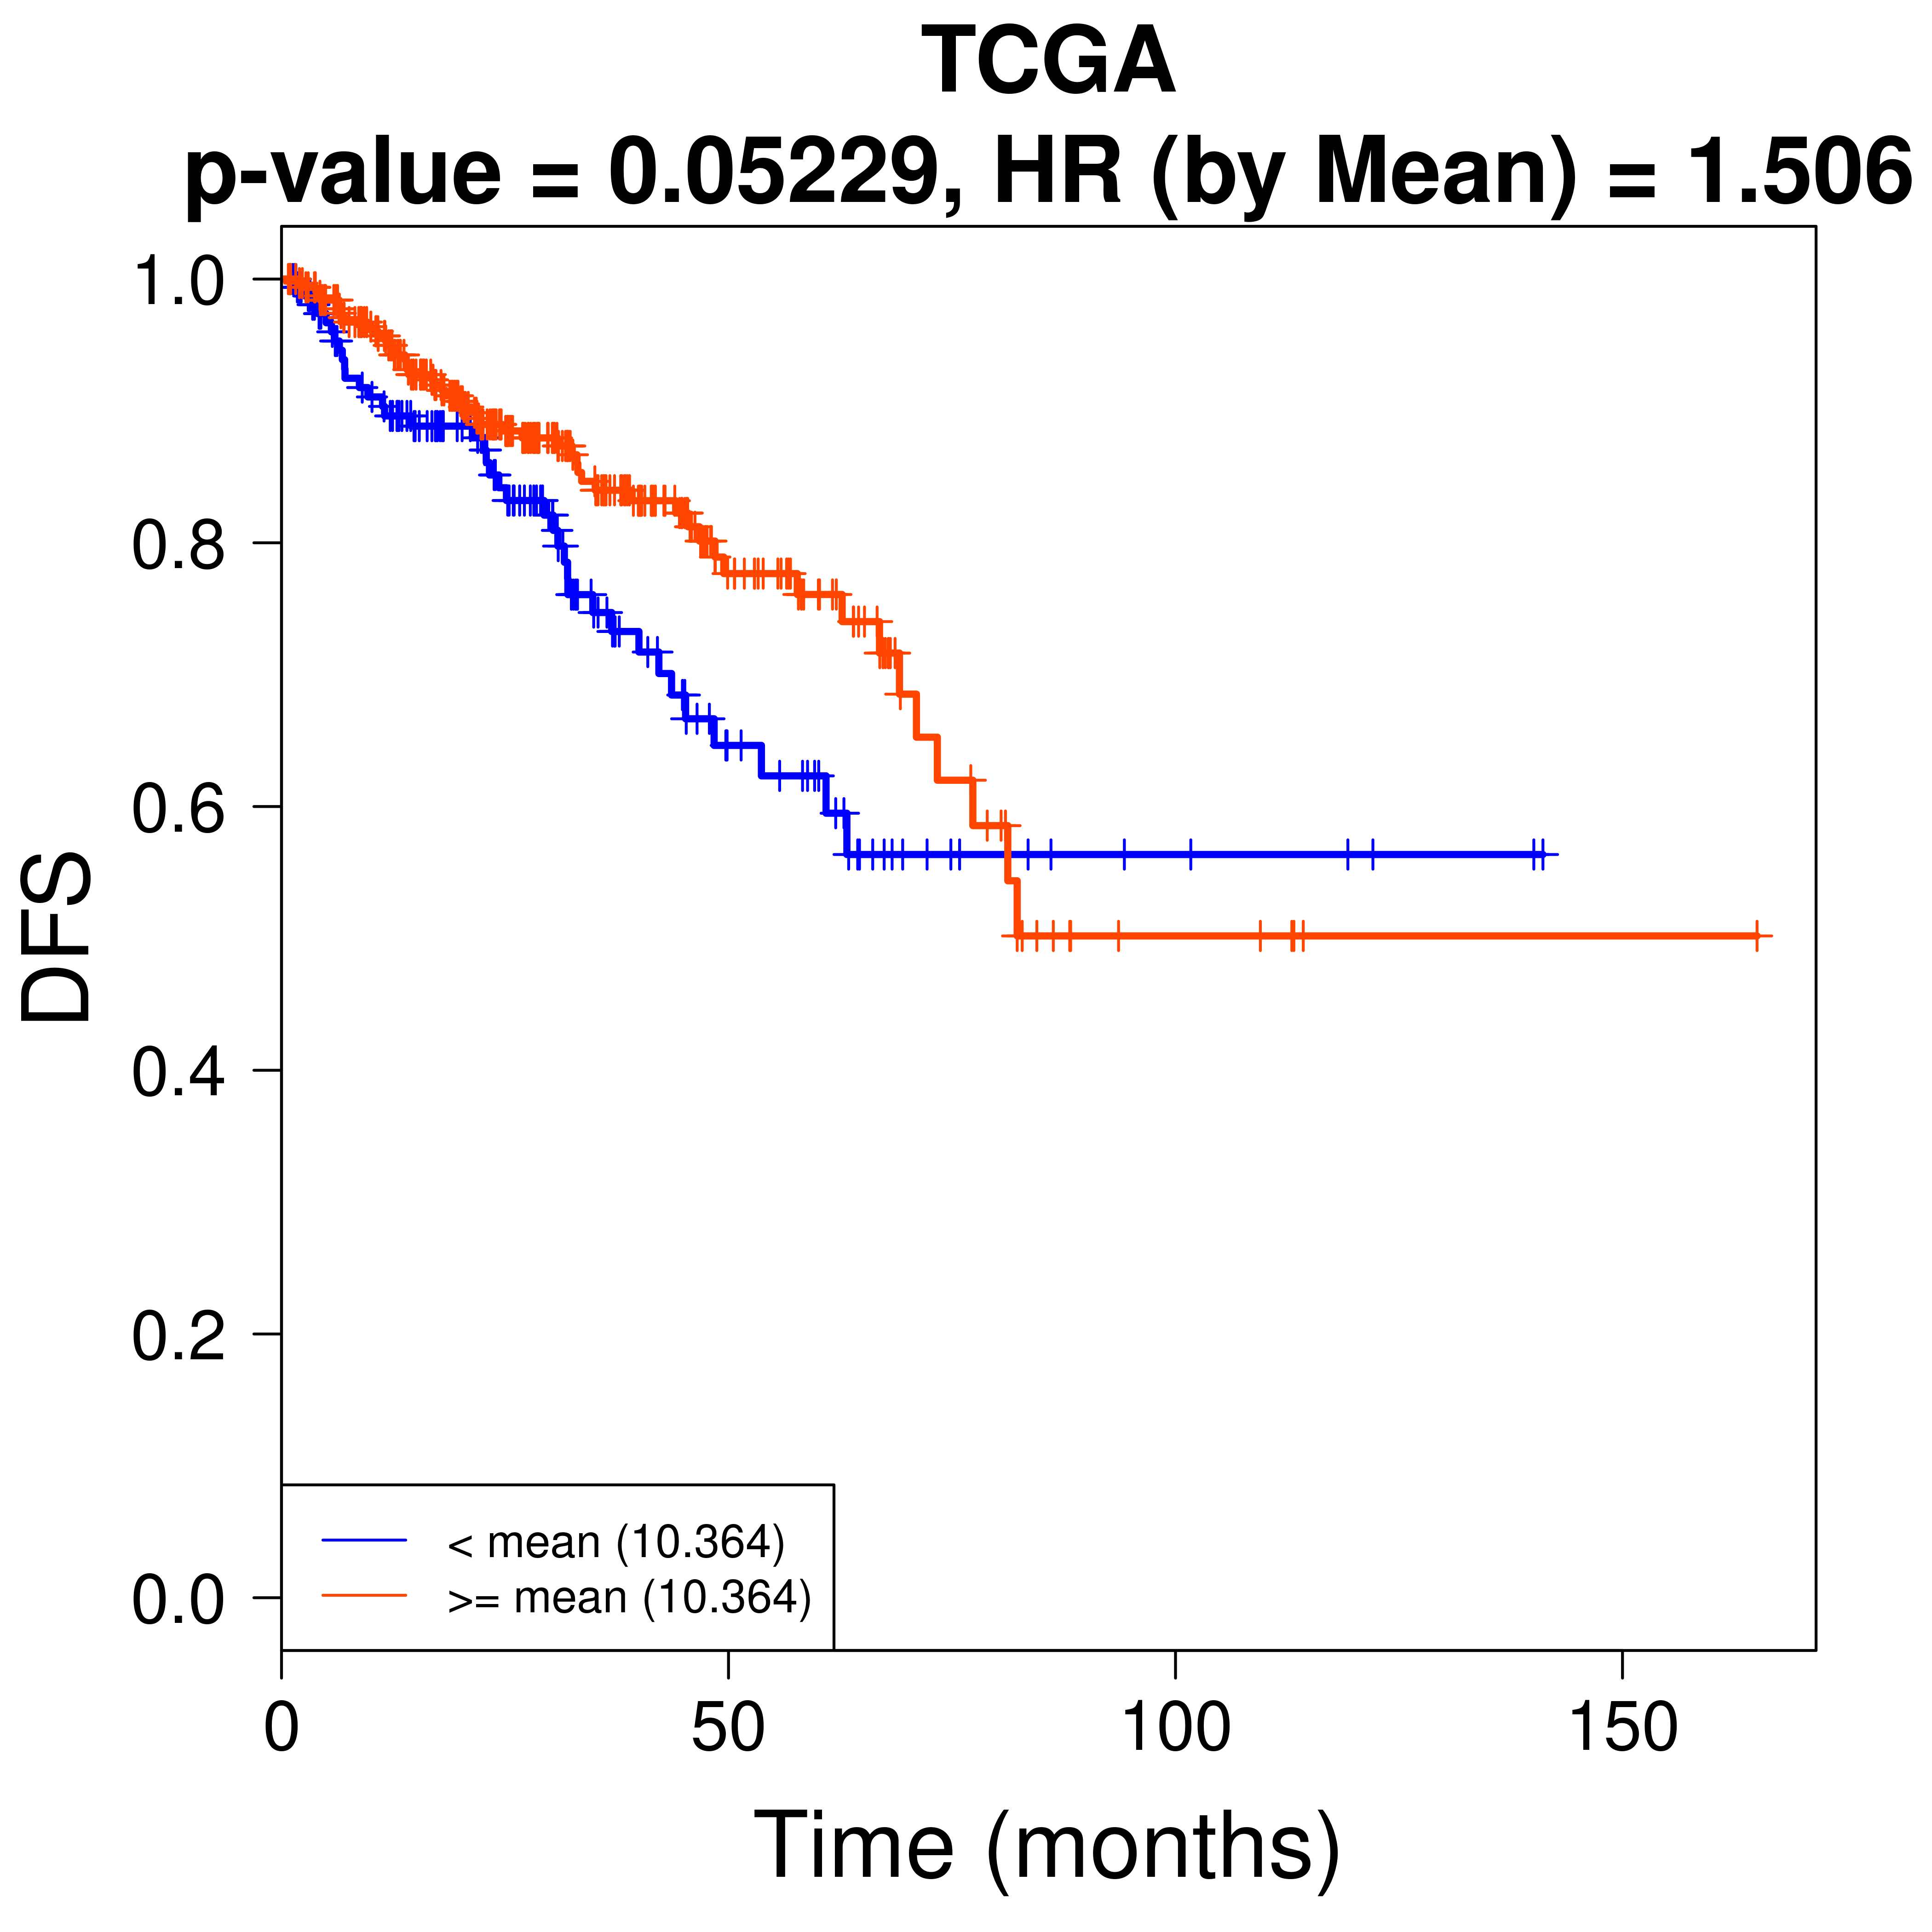 TCGA
p-value = 0.05229, HR (by Mean) = 1.506
1.0
0.8
0.6
0.4
0.2
0.0
DFS
< mean (10.364)
>= mean (10.364)
0 50 100 150
Time (months)